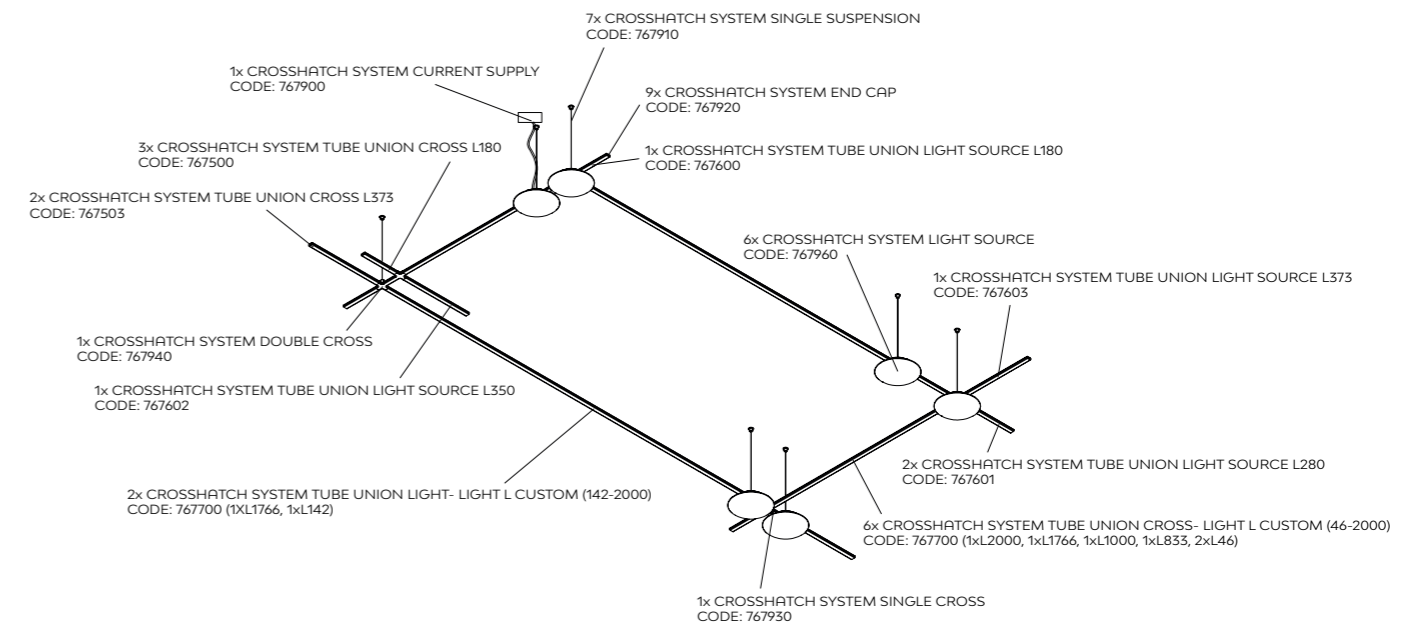 7x CROSSHATCH SYSTEM SINGLE SUSPENSION
CODE: 767910
1x CROSSHATCH SYSTEM CURRENT SUPPLY
CODE: 767900
9x CROSSHATCH SYSTEM END CAP
CODE: 767920
3x CROSSHATCH SYSTEM TUBE UNION CROSS L180
CODE: 767500
1x CROSSHATCH SYSTEM TUBE UNION LIGHT SOURCE L180
CODE: 767600
2x CROSSHATCH SYSTEM TUBE UNION CROSS L373
CODE: 767503
6x CROSSHATCH SYSTEM LIGHT SOURCE
CODE: 767960
1x CROSSHATCH SYSTEM TUBE UNION LIGHT SOURCE L373
CODE: 767603
1x CROSSHATCH SYSTEM DOUBLE CROSS
CODE: 767940
1x CROSSHATCH SYSTEM TUBE UNION LIGHT SOURCE L350
CODE: 767602
2x CROSSHATCH SYSTEM TUBE UNION LIGHT SOURCE L280
CODE: 767601
2x CROSSHATCH SYSTEM TUBE UNION LIGHT- LIGHT L CUSTOM (142-2000)
CODE: 767700 (1XL1766, 1xL142)
6x CROSSHATCH SYSTEM TUBE UNION CROSS- LIGHT L CUSTOM (46-2000)
CODE: 767700 (1xL2000, 1xL1766, 1xL1000, 1xL833, 2xL46)
1x CROSSHATCH SYSTEM SINGLE CROSS
CODE: 767930